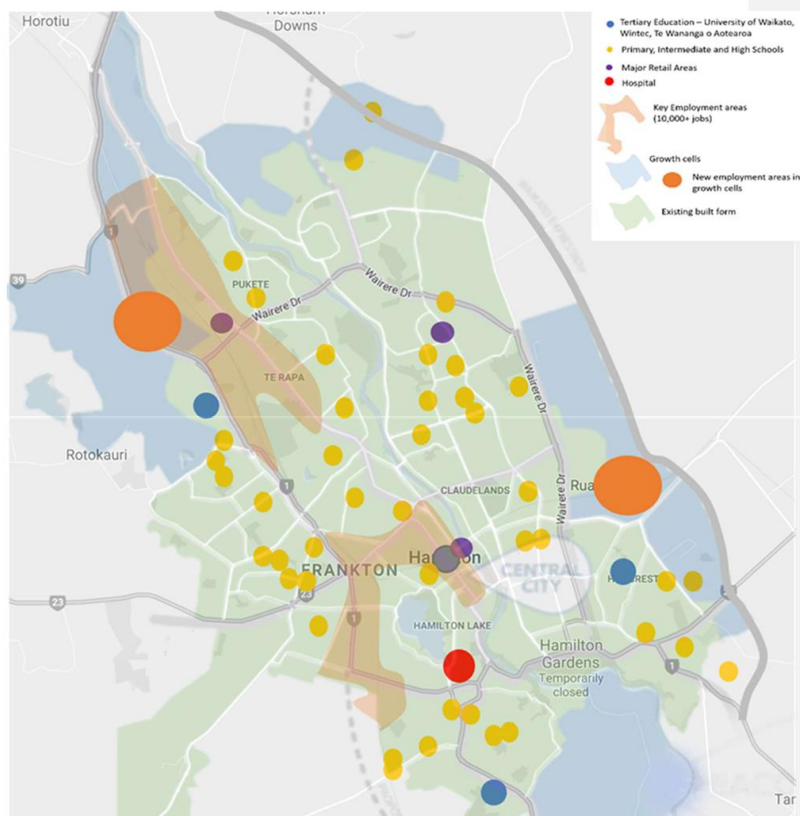 Horotiu
Downs
Tertiary Education – University of Waikato,
Wintec, Te Wananga o Aotearoa
Primary, Intermediate and High Schools
Major Retail Areas
Hospital
Key Employment areas
(10,000+ jobs)
Growth cells
New employment areas in
growth cells
Existing built form
1
39
PUKETE
Wairere Dr
Wairere Dr
TE RAPA
Wairere Dr
Rotokauri
1
CLAUDELANDS
Rua
Wairere Dr
FRANKTON
CENTRAL
CITY
23
23
1
HAMILTON LAKE
Hamilton
Gardens
Temporarily
closed
1
Tar